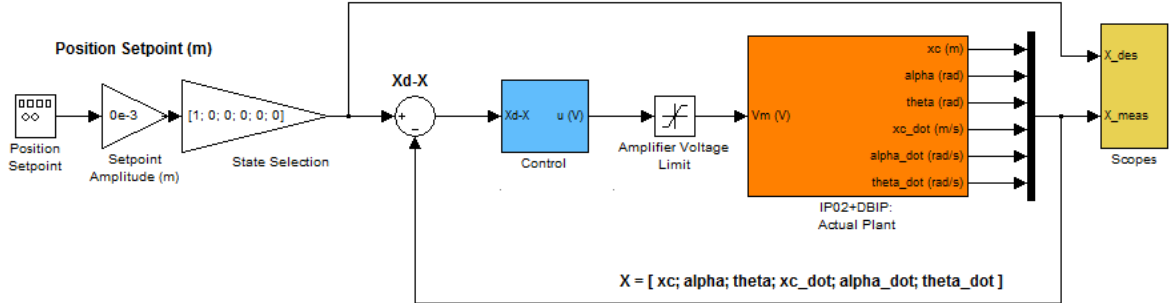 Position Setpoint (m)
Position
Setpoint
0e-3
Setpoint
Amplitude (m)
[1; 0; 0; 0; 0; 0]
State Selection
Xd-X
Xd-X
u (V)
Control
Amplifier Voltage
Limit
Vm (V)
xc (m)
alpha (rad)
theta (rad)
xc_dot (m/s)
alpha_dot (rad/s)
theta_dot (rad/s)
IP02+DBIP:
Actual Plant
X_des
X_meas
Scopes
X = [ xc; alpha; theta; xc_dot; alpha_dot; theta_dot ]